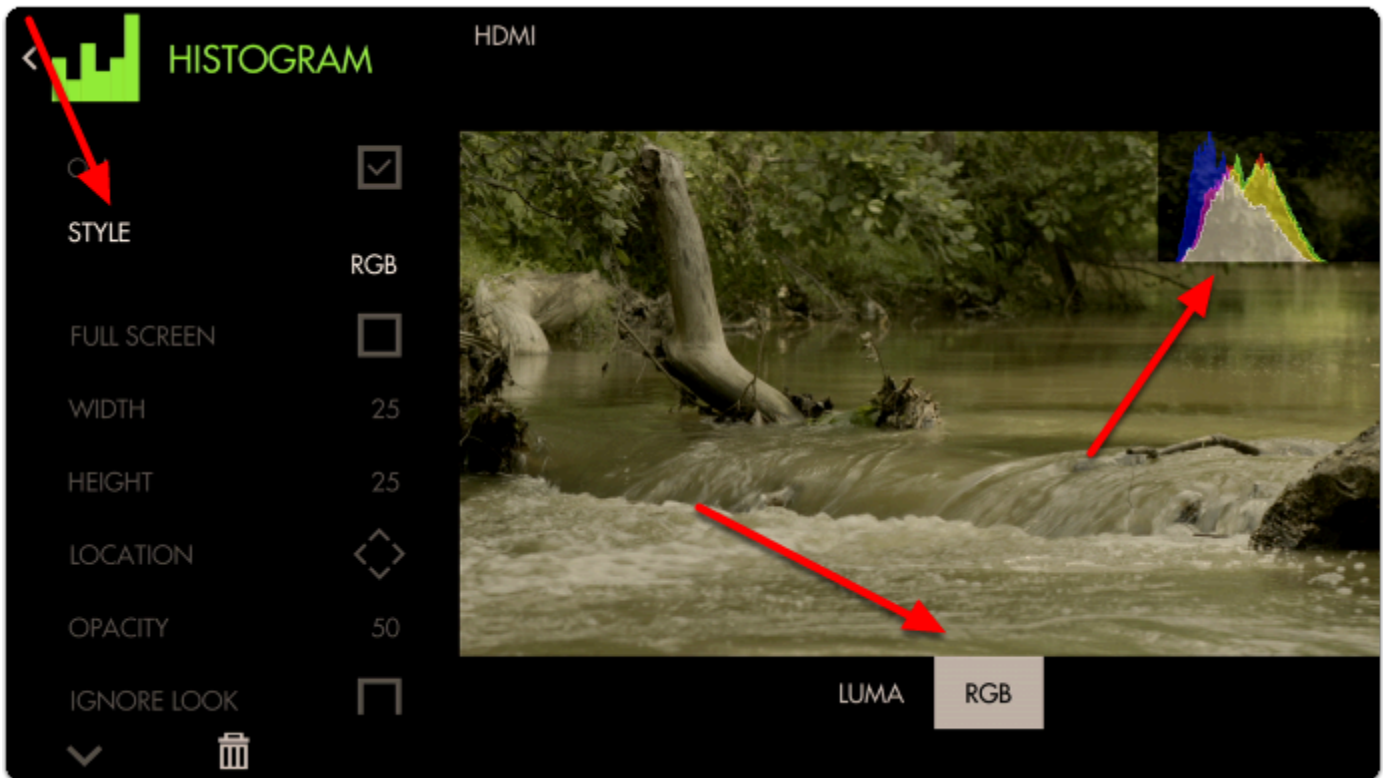 HISTOGRAM
HDMI
STYLE
RGB
FULL SCREEN
WIDTH 25
HEIGHT 25
LOCATION
OPACITY 50
IGNORE LOOK
LUMA RGB